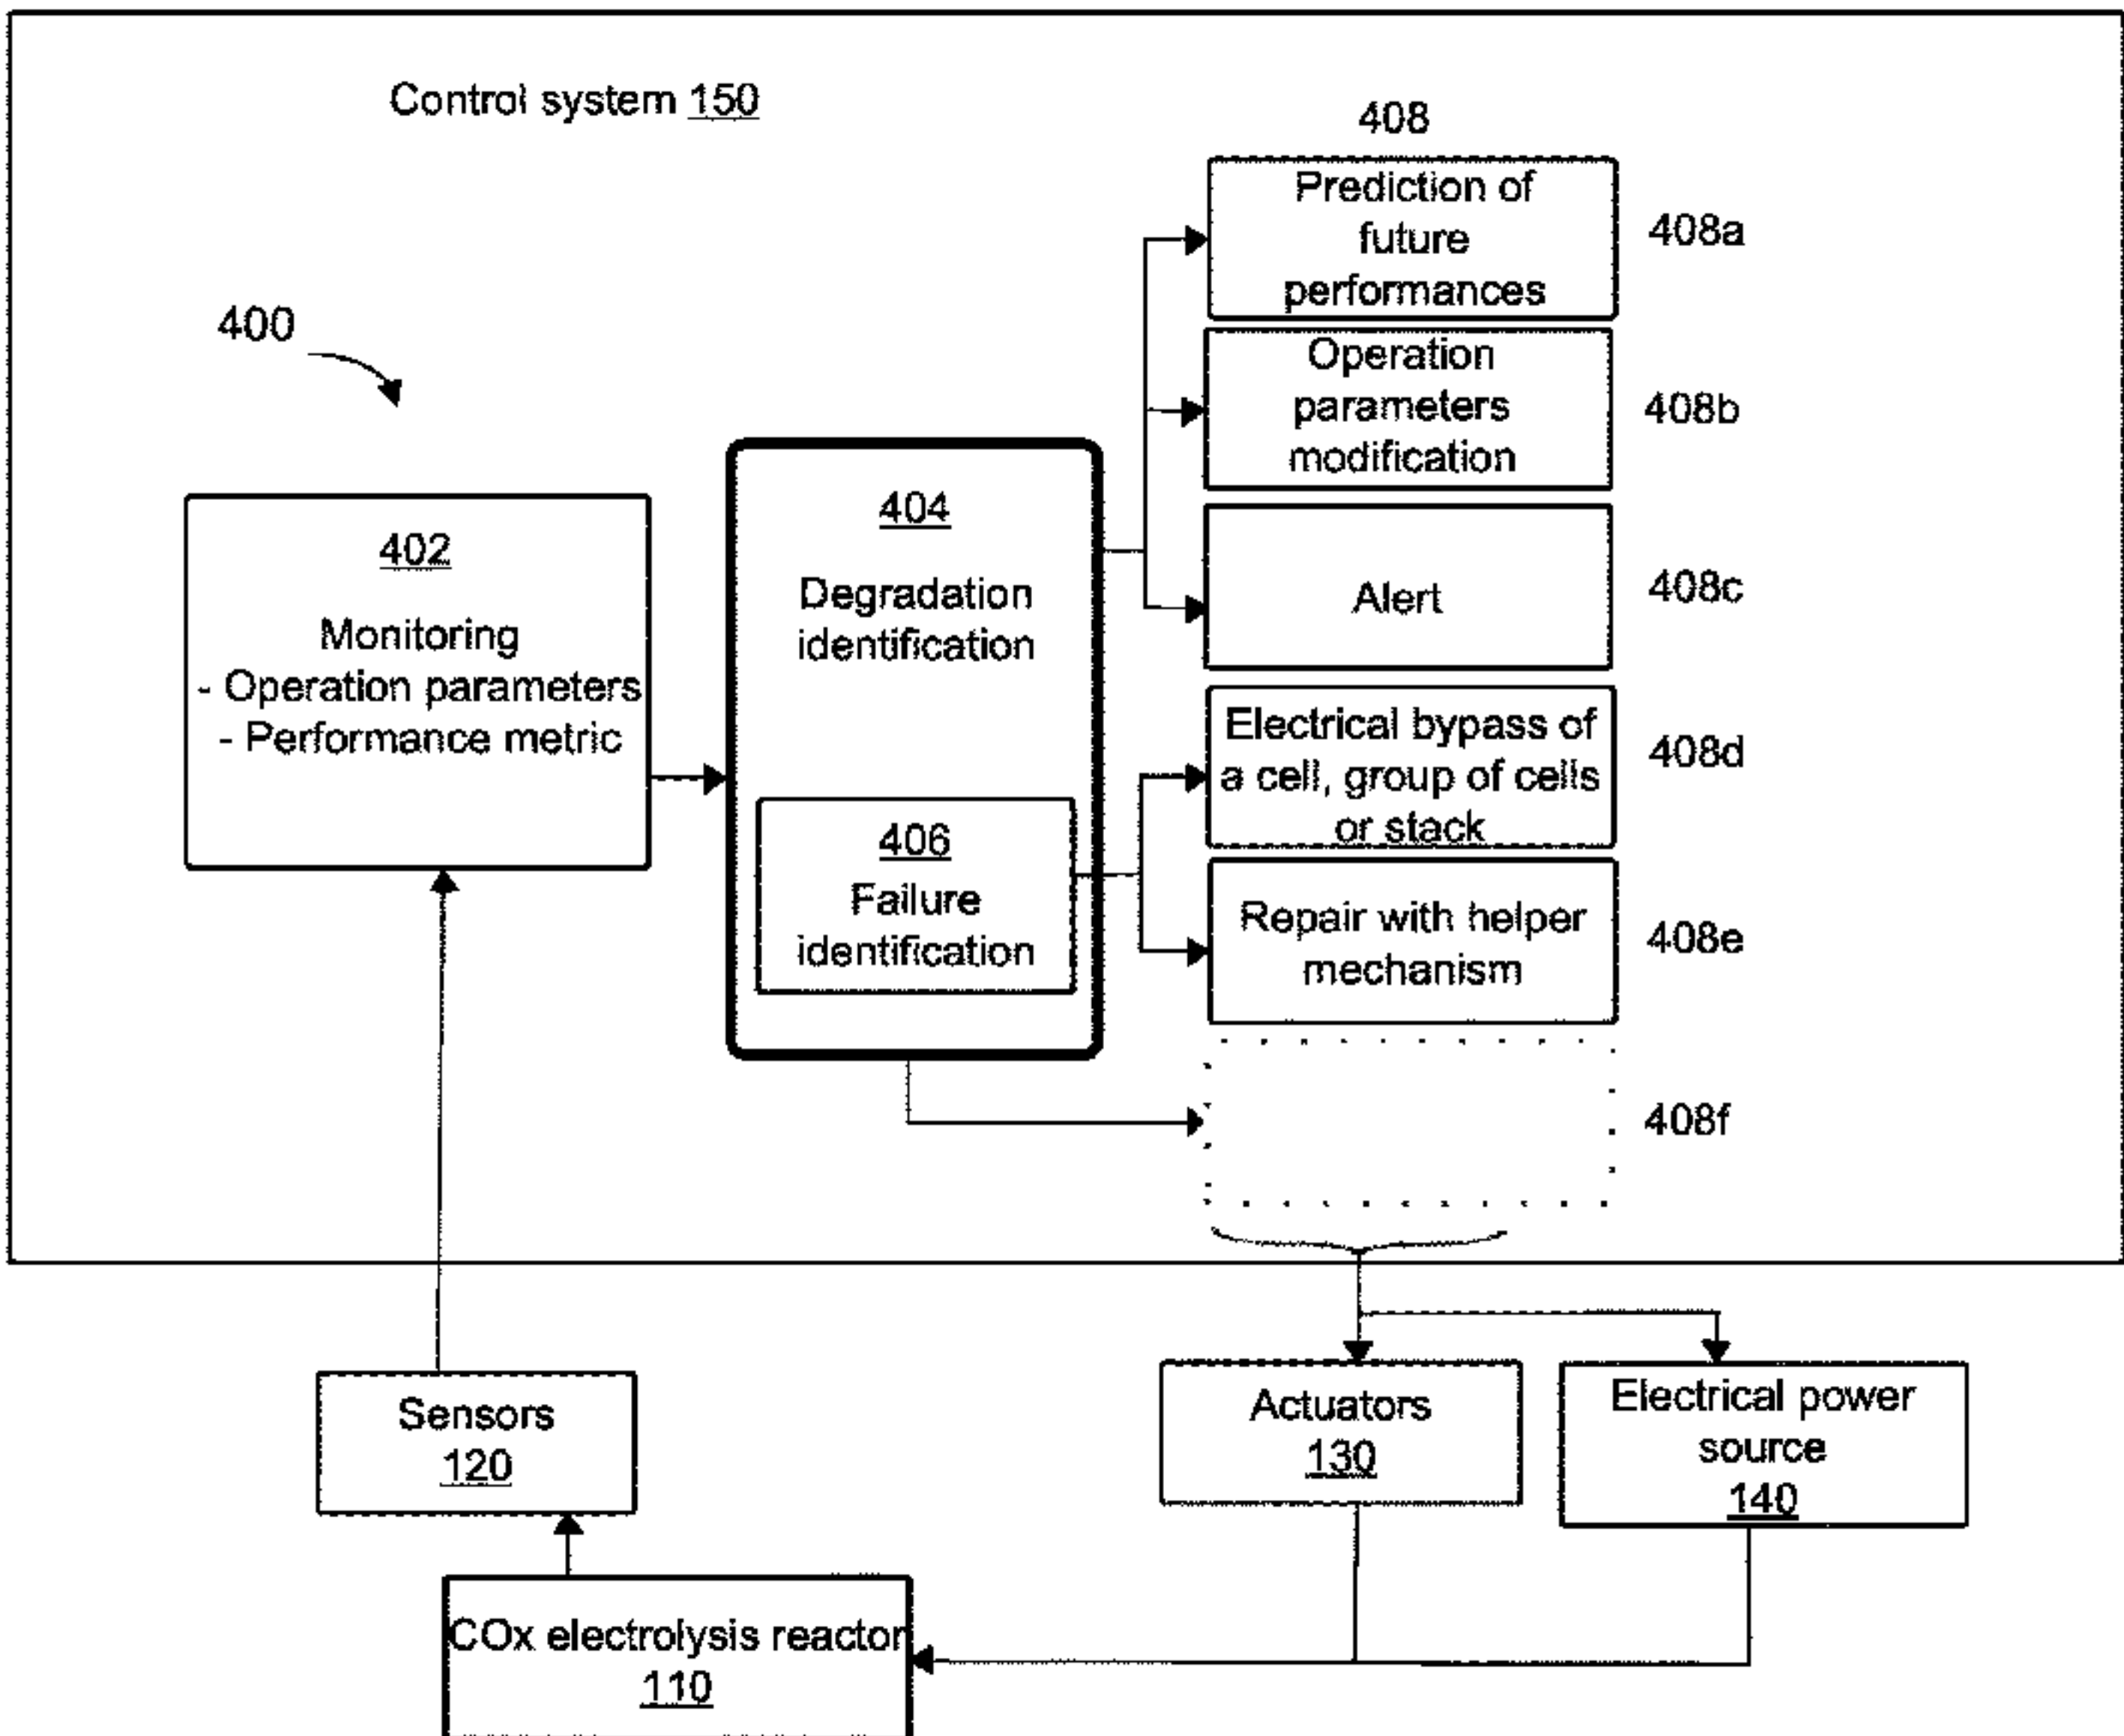 Control system 150
408
Prediction of
future
performances
408a
400
Operation
parameters
modification
408b
402
Monitoring
- Operation parameters
- Performance metric
404
Degradation
identification
Alert
408c
Electrical bypass of
a cell, group of cells
or stack
408d
406
Failure
identification
Repair with helper
mechanism
408e
408f
Sensors
120
Actuators
130
Electrical power
source
140
COx electrolysis reactor
110